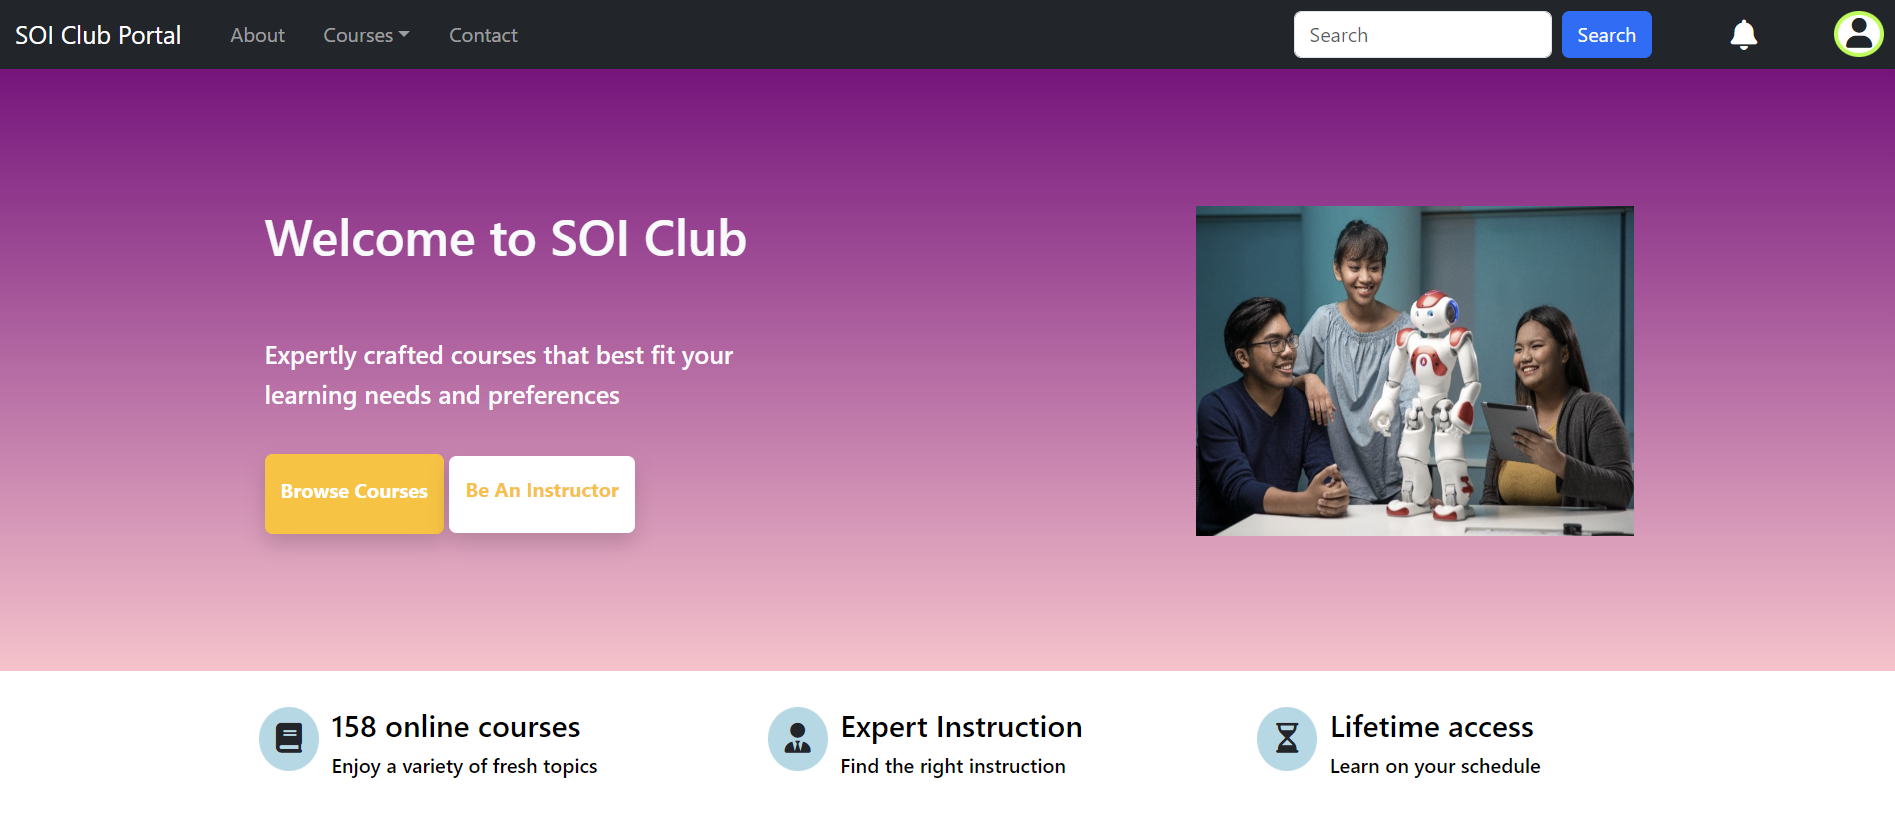 SOI Club Portal About Courses Contact Search Search
Welcome to SOI Club
Expertly crafted courses that best fit your
learning needs and preferences
Browse Courses Be An Instructor
158 online courses
Enjoy a variety of fresh topics
Expert Instruction
Find the right instruction
Lifetime access
Learn on your schedule